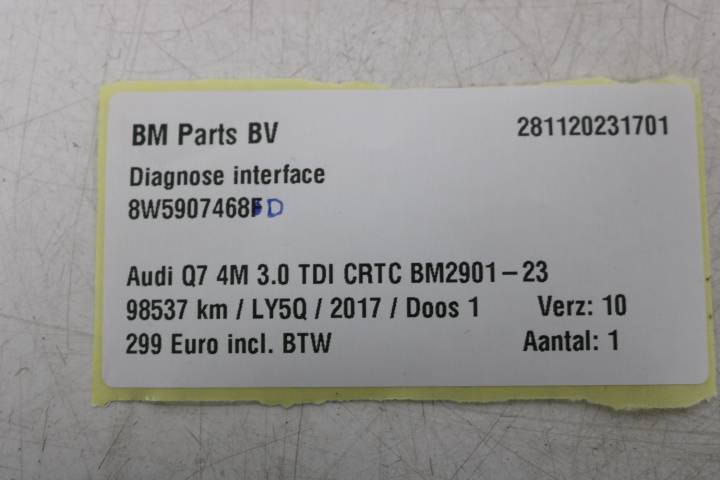 BM Parts BV 281120231701
Diagnose interface
8W5907468FD
Audi Q7 4M 3.0 TDI CRTC BM2901-23
98537 km / LY5Q / 2017 / Doos 1 Verz: 10
299 Euro incl. BTW Aantal: 1